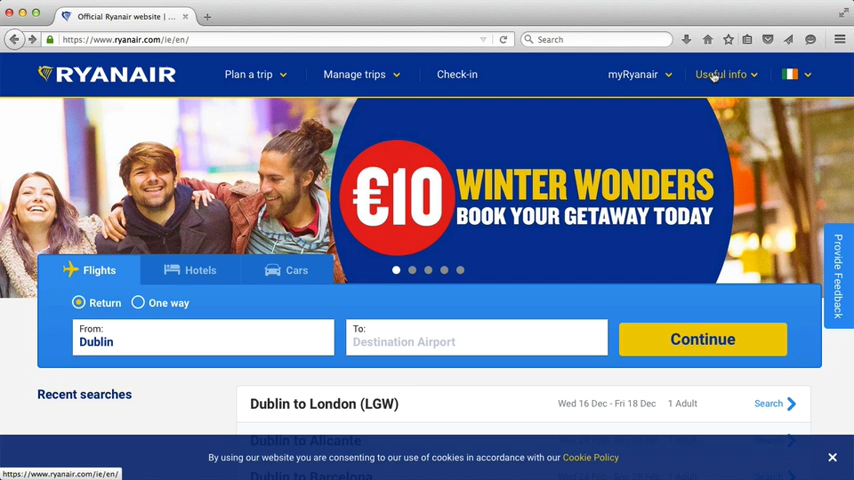 Official Ryanair website | ...
https://www.ryanair.com/ie/en/
Search
RYANAIR
Plan a trip
Manage trips
Check-in
myRyanair
Useful info
€10
WINTER WONDERS
BOOK YOUR GETAWAY TODAY
Provide Feedback
Flights
Hotels
Cars
Return
One way
From:
Dublin
To:
Destination Airport
Continue
Recent searches
Dublin to London (LGW)
Wed 16 Dec - Fri 18 Dec
1 Adult
Search
Dublin to Alicante
By using our website you are consenting to our use of cookies in accordance with our Cookie Policy
Dublin to Barcelona
https://www.ryanair.com/ie/en/